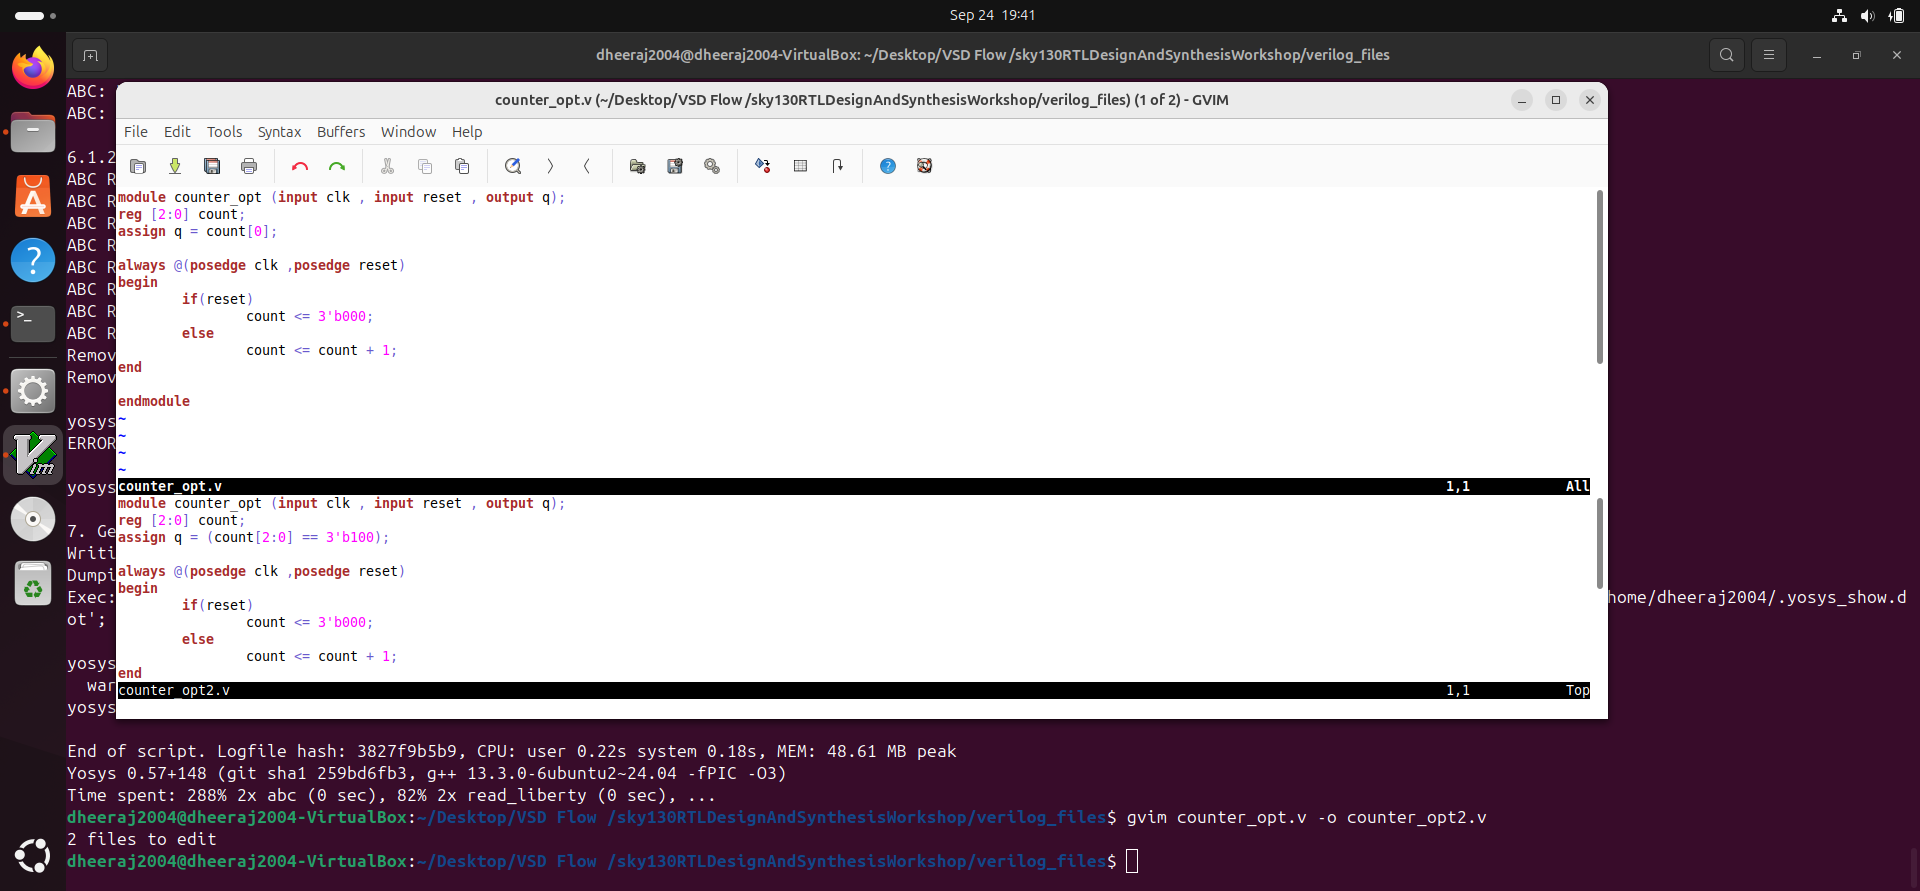 Sep 24 19:41
dheeraj2004@dheeraj2004-VirtualBox: ~/Desktop/VSD Flow /sky130RTLDesignAndSynthesisWorkshop/verilog_files
ABC:
ABC:
6.1.2
ABC R
ABC R
ABC R
ABC R
ABC R
ABC R
ABC R
ABC R
Remov
Remov
yosys
ERROR
yosys
7. Ge
Writi
Dumpi
Exec:
home/dheeraj2004/.yosys_show.d
ot';
yosys
war
yosys
counter_opt.v (~/Desktop/VSD Flow /sky130RTLDesignAndSynthesisWorkshop/verilog_files) (1 of 2) - GVIM
File Edit Tools Syntax Buffers Window Help
module counter_opt (input clk , input reset , output q);
reg [2:0] count;
assign q = count[0];
always @(posedge clk ,posedge reset)
begin
if(reset)
count <= 3'b000;
else
count <= count + 1;
end
endmodule
~
~
~
~
counter_opt.v 1,1 All
module counter_opt (input clk , input reset , output q);
reg [2:0] count;
assign q = (count[2:0] == 3'b100);
always @(posedge clk ,posedge reset)
begin
if(reset)
count <= 3'b000;
else
count <= count + 1;
end
counter_opt2.v 1,1 Top
End of script. Logfile hash: 3827f9b5b9, CPU: user 0.22s system 0.18s, MEM: 48.61 MB peak
Yosys 0.57+148 (git sha1 259bd6fb3, g++ 13.3.0-6ubuntu2~24.04 -fPIC -O3)
Time spent: 288% 2x abc (0 sec), 82% 2x read_liberty (0 sec), ...
dheeraj2004@dheeraj2004-VirtualBox:~/Desktop/VSD Flow /sky130RTLDesignAndSynthesisWorkshop/verilog_files$ gvim counter_opt.v -o counter_opt2.v
2 files to edit
dheeraj2004@dheeraj2004-VirtualBox:~/Desktop/VSD Flow /sky130RTLDesignAndSynthesisWorkshop/verilog_files$